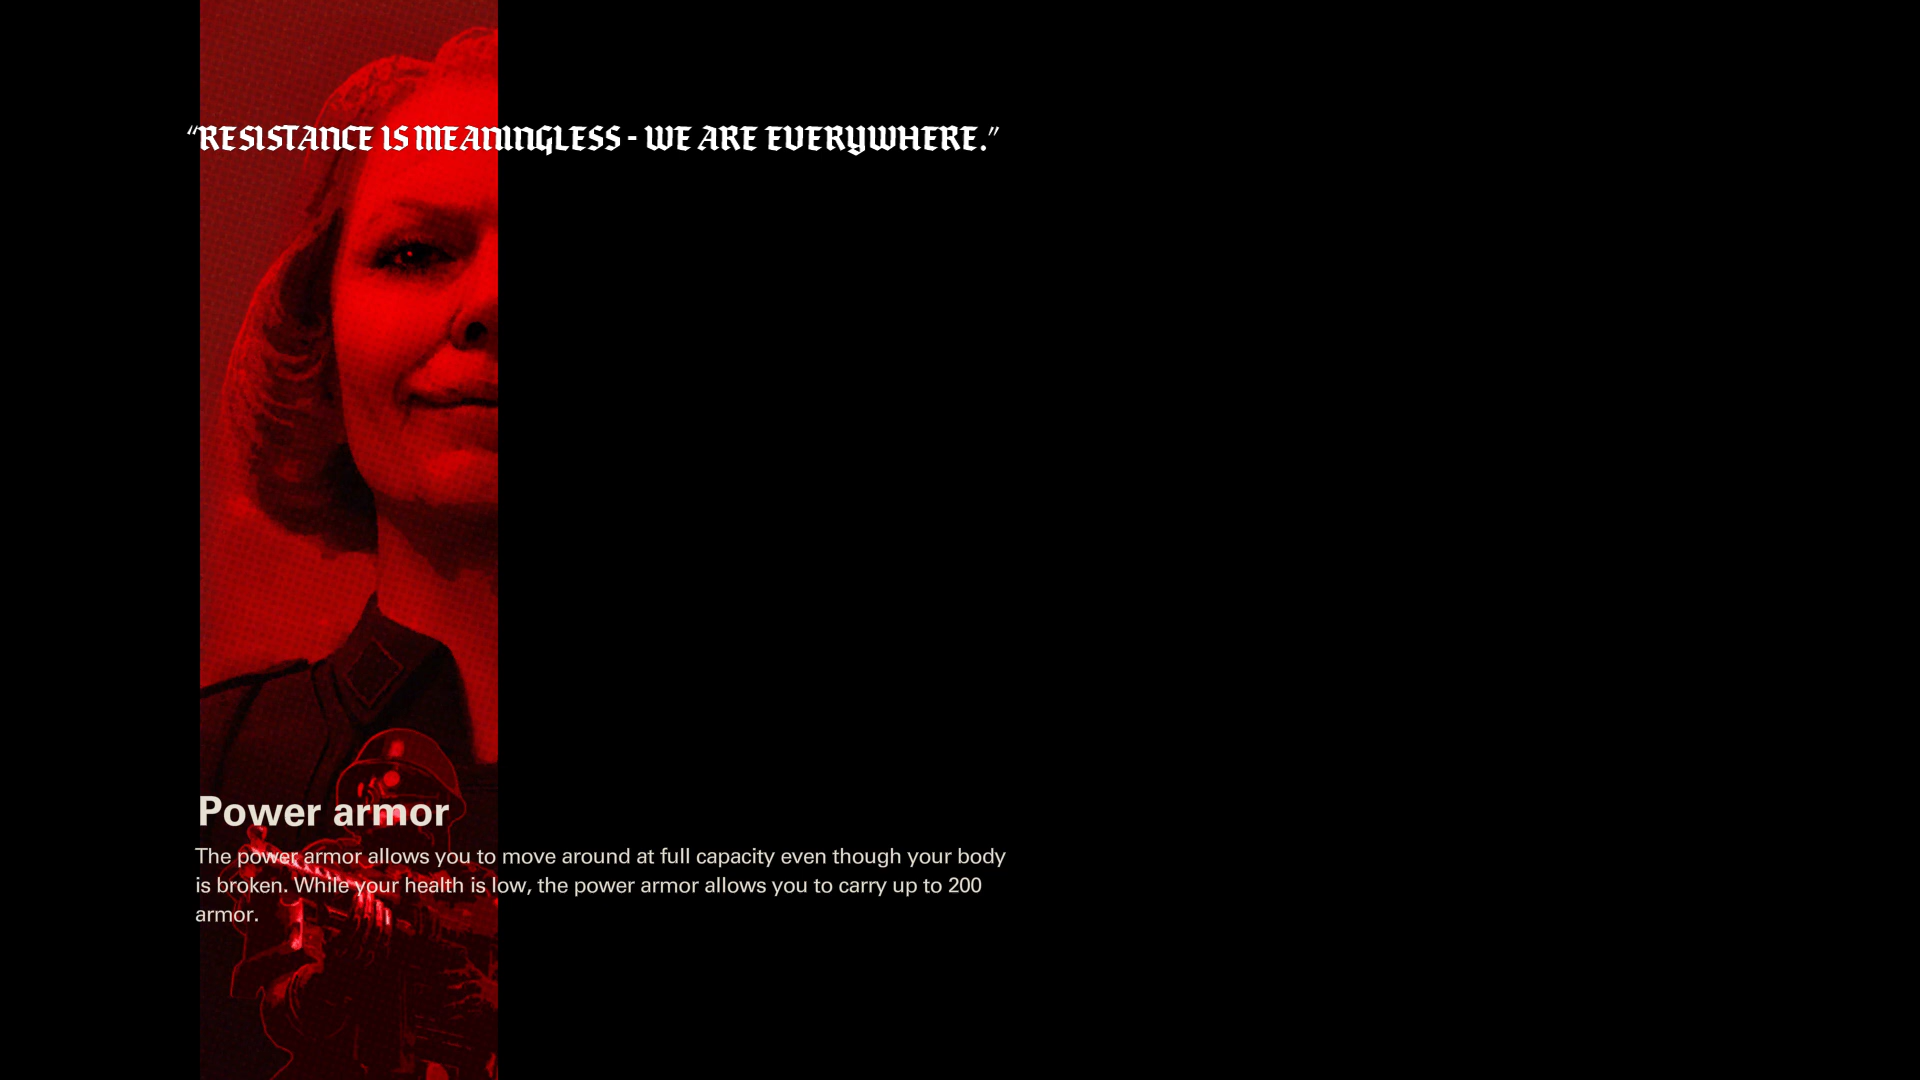 “RESISTANCE IS MEANINGLESS - WE ARE EVERYWHERE.”
Power armor
The power armor allows you to move around at full capacity even though your body
is broken. While your health is low, the power armor allows you to carry up to 200
armor.